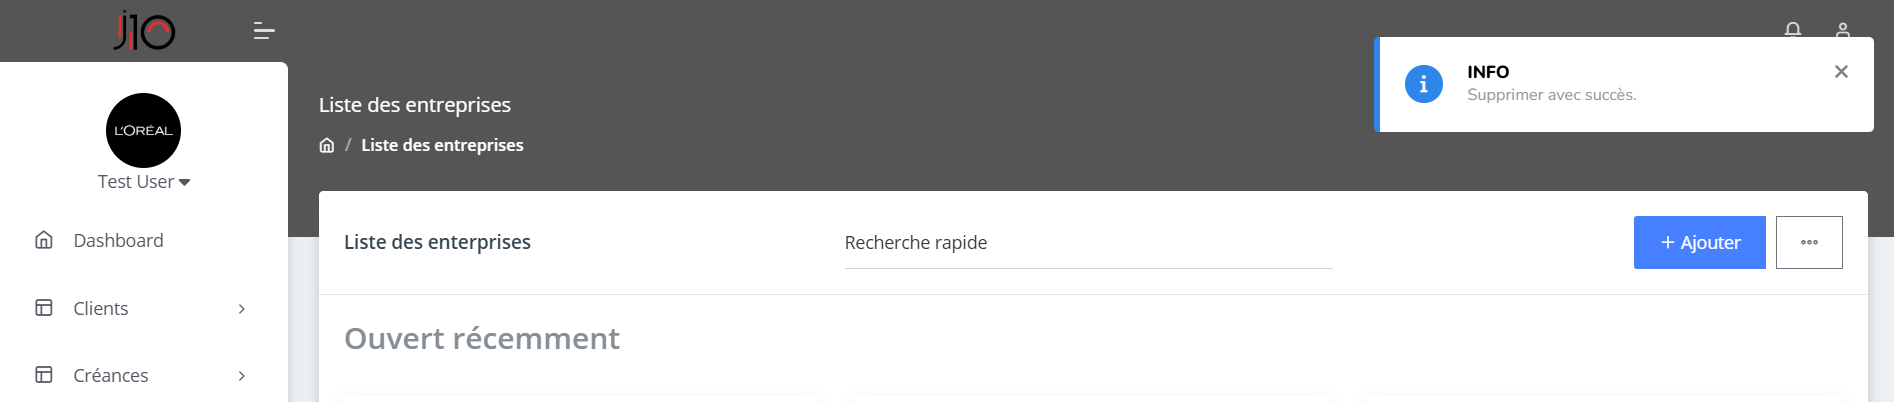 j10
INFO
Supprimer avec succès.
Liste des entreprises
/ Liste des entreprises
L'ORÉAL
Test User
Liste des enterprises
Recherche rapide
+ Ajouter
Dashboard
Clients
Ouvert récemment
Créances